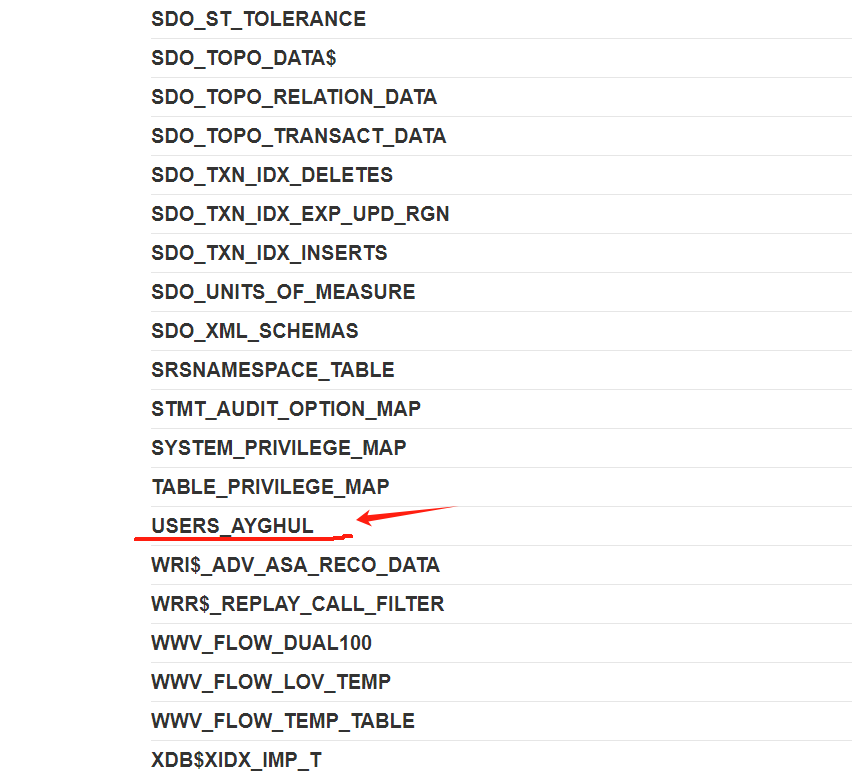 SDO_ST_TOLERANCE
SDO_TOPO_DATA$
SDO_TOPO_RELATION_DATA
SDO_TOPO_TRANSACT_DATA
SDO_TXN_IDX_DELETES
SDO_TXN_IDX_EXP_UPD_RGN
SDO_TXN_IDX_INSERTS
SDO_UNITS_OF_MEASURE
SDO_XML_SCHEMAS
SRSNAMESPACE_TABLE
STMT_AUDIT_OPTION_MAP
SYSTEM_PRIVILEGE_MAP
TABLE_PRIVILEGE_MAP
USERS_AYGHUL
WRI$_ADV_ASA_RECO_DATA
WRR$_REPLAY_CALL_FILTER
WWV_FLOW_DUAL100
WWV_FLOW_LOV_TEMP
WWV_FLOW_TEMP_TABLE
XDB$XIDX_IMP_T